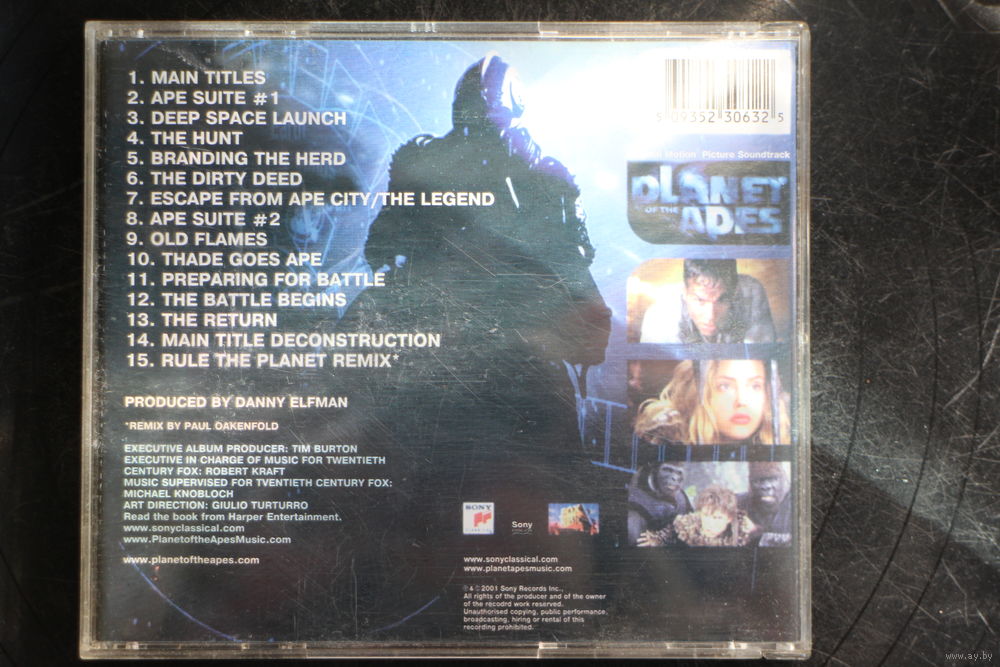 1. MAIN TITLES
2. APE SUITE #1
3. DEEP SPACE LAUNCH
4. THE HUNT
5. BRANDING THE HERD
6. THE DIRTY DEED
7. ESCAPE FROM APE CITY/THE LEGEND
8. APE SUITE #2
9. OLD FLAMES
10. THADE GOES APE
11. PREPARING FOR BATTLE
12. THE BATTLE BEGINS
13. THE RETURN
14. MAIN TITLE DECONSTRUCTION
15. RULE THE PLANET REMIX*
PRODUCED BY DANNY ELFMAN
*REMIX BY PAUL OAKENFOLD
EXECUTIVE ALBUM PRODUCER: TIM BURTON
EXECUTIVE IN CHARGE OF MUSIC FOR TWENTIETH
CENTURY FOX: ROBERT KRAFT
MUSIC SUPERVISED FOR TVENTIETH CENTURY FOX:
MICHAEL KNOBLOCH
ART DIRECTION: GIULIO TURTURRO
Read the book from Harper Entertainment.
www.sonyclassical.com
www.PlanetoftheApesMusic.com
www.planetoftheapes.com
5 09352 30632 5
Motion Picture Soundtrack
PLANET
OF THE
APES
SONY
CLASSICAL
Sony
www.sonyclassical.com
www.planetapesmusic.com
℗ & © 2001 Sony Records Inc.,
All rights of the producer and of the owner
of the recodrd work reserved.
Unauthorised copying, public performance,
broadcasting, hiring or rental of this
recording prohibited.
www.ay.by